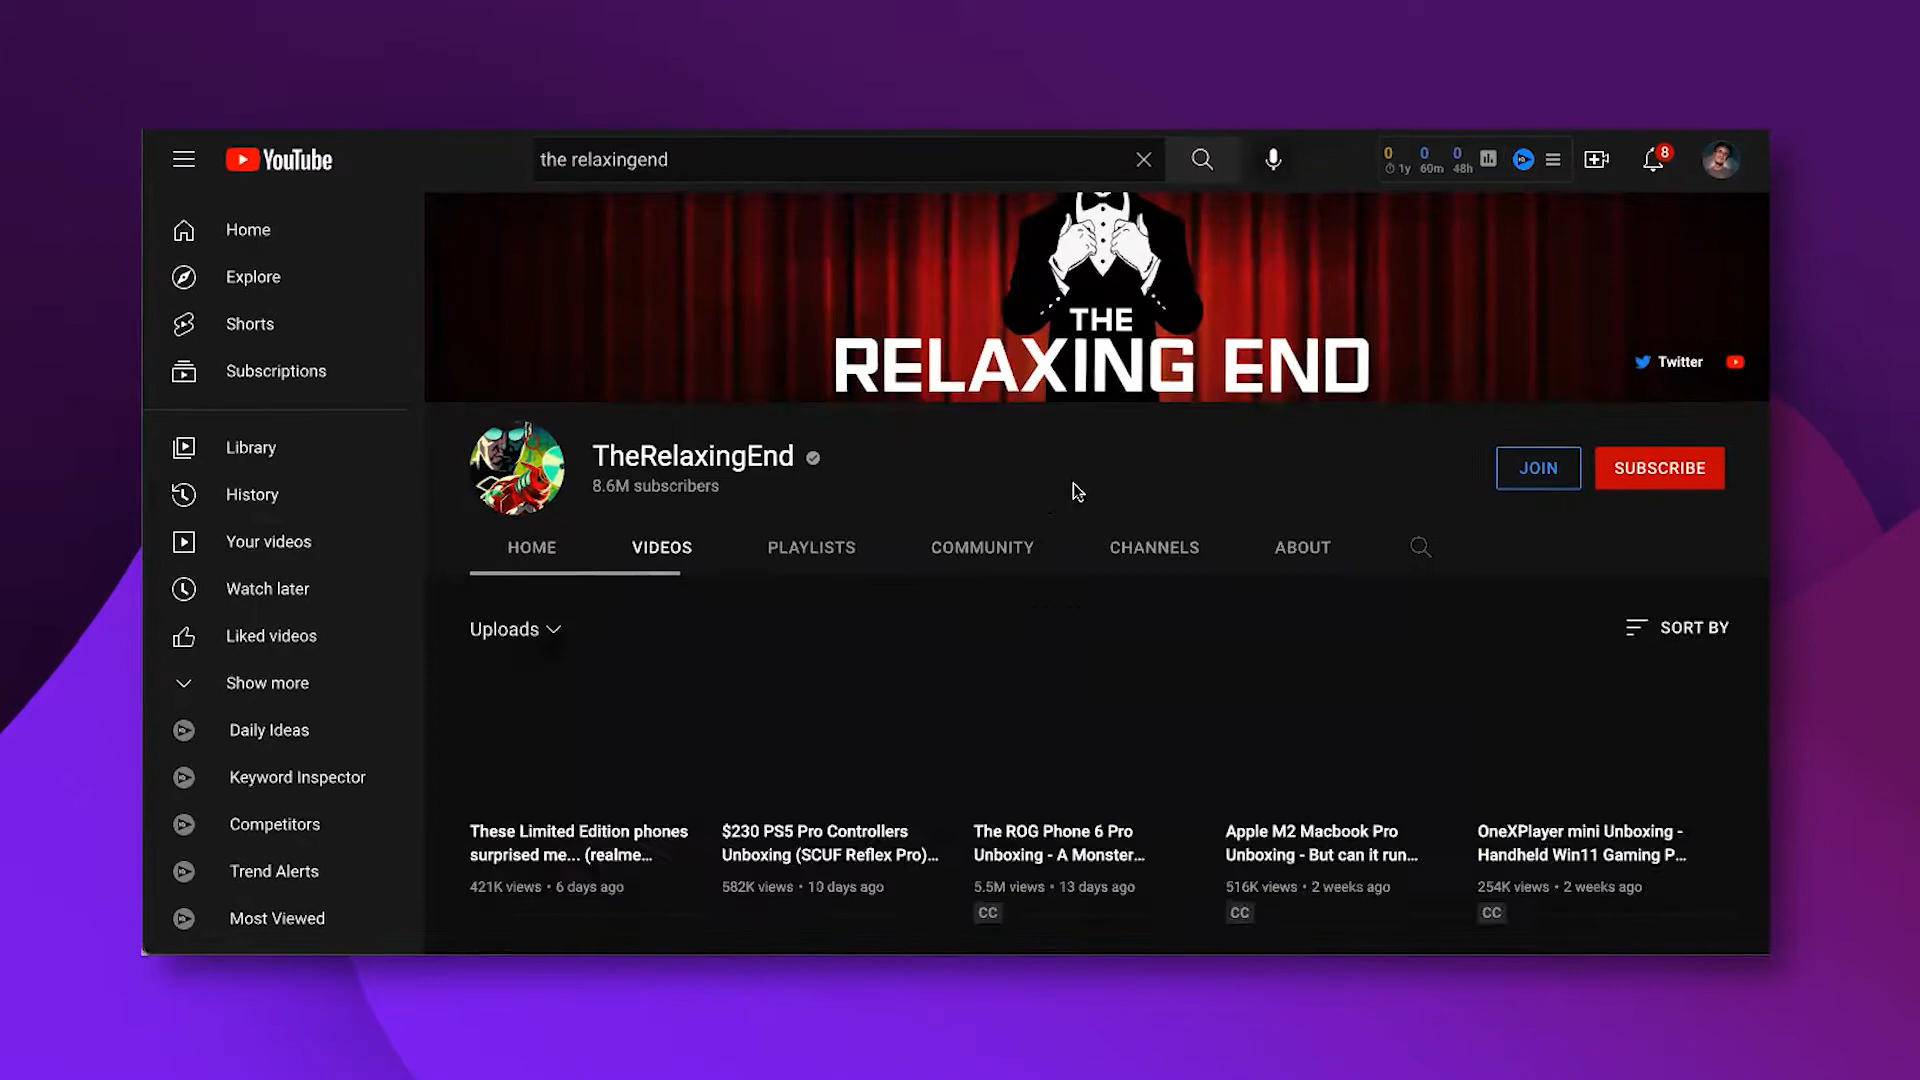 YouTube
the relaxingend
0 0 0
1y 60m 48h
8
Home
Explore
Shorts
Subscriptions
Library
History
Your videos
Watch later
Liked videos
Show more
Daily Ideas
Keyword Inspector
Competitors
Trend Alerts
Most Viewed
THE
RELAXING END
Twitter
TheRelaxingEnd
8.6M subscribers
JOIN
SUBSCRIBE
HOME VIDEOS PLAYLISTS COMMUNITY CHANNELS ABOUT
Uploads
SORT BY
These Limited Edition phones
surprised me... (realme...
421K views • 6 days ago
$230 PS5 Pro Controllers
Unboxing (SCUF Reflex Pro)...
582K views • 10 days ago
The ROG Phone 6 Pro
Unboxing - A Monster...
5.5M views • 13 days ago
CC
Apple M2 Macbook Pro
Unboxing - But can it run...
516K views • 2 weeks ago
CC
OneXPlayer mini Unboxing -
Handheld Win11 Gaming P...
254K views • 2 weeks ago
CC